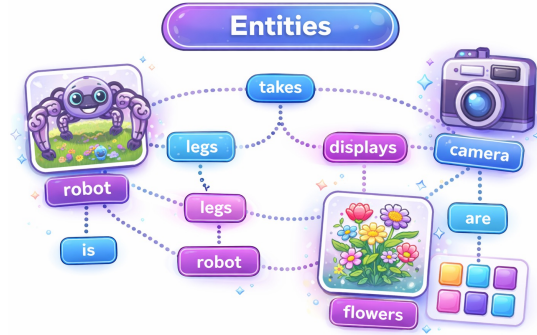 Entities
takes
legs
displays
camera
robot
legs
are
is
robot
flowers